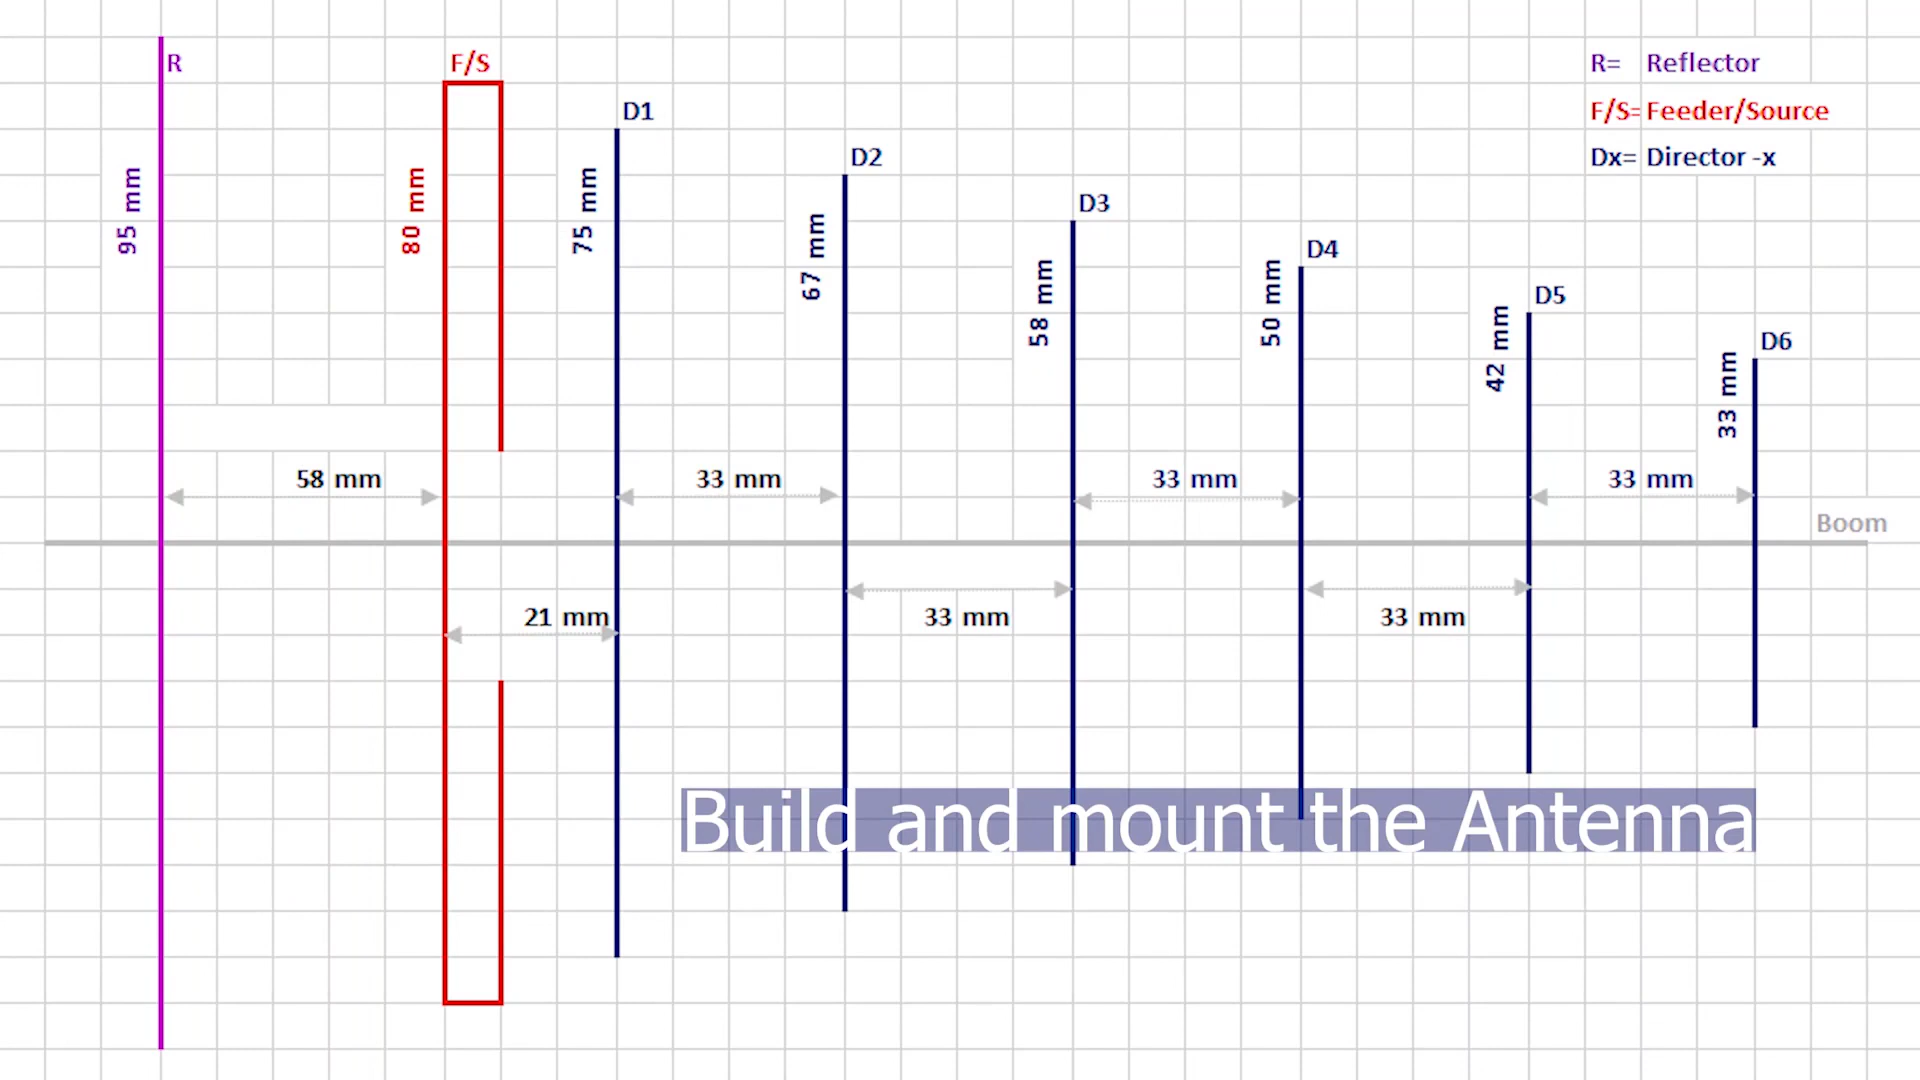 R
F/S
D1
D2
D3
D4
D5
D6
R= Reflector
F/S= Feeder/Source
Dx= Director -x
95 mm
80 mm
75 mm
67 mm
58 mm
50 mm
42 mm
33 mm
58 mm
33 mm
33 mm
33 mm
Boom
21 mm
33 mm
33 mm
Build and mount the Antenna